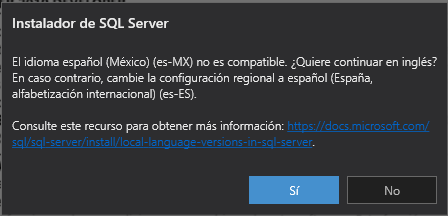 Instalador de SQL Server
El idioma español (México) (es-MX) no es compatible. ¿Quiere continuar en inglés?
En caso contrario, cambie la configuración regional a español (España,
alfabetización internacional) (es-ES).
Consulte este recurso para obtener más información: https://docs.microsoft.com/
sql/sql-server/install/local-language-versions-in-sql-server.
Sí
No